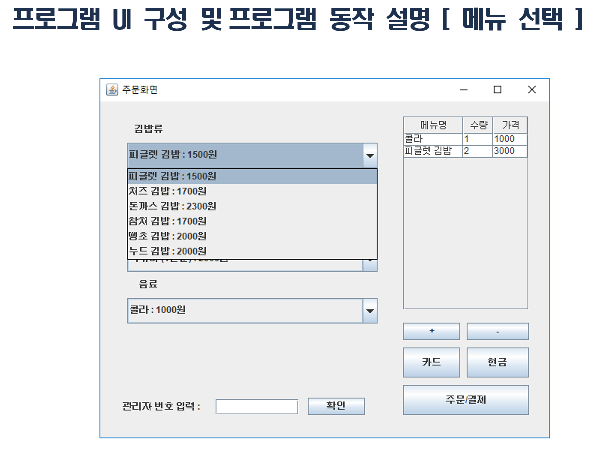 프로그램 UI 구성 및 프로그램 동작 설명 [ 메뉴 선택 ]
주문화면
김밥류
피글렛 김밥 : 1500원
피글렛 김밥 : 1500원
치즈 김밥 : 1700원
돈까스 김밥 : 2300원
참치 김밥 : 1700원
땡초 김밥 : 2000원
누드 김밥 : 2000원
음료
콜라 : 1000원
관리자 번호 입력 :
확인
메뉴명 수량 가격
콜라 1 1000
피글렛 김밥 2 3000
+ -
카드 현금
주문/결제